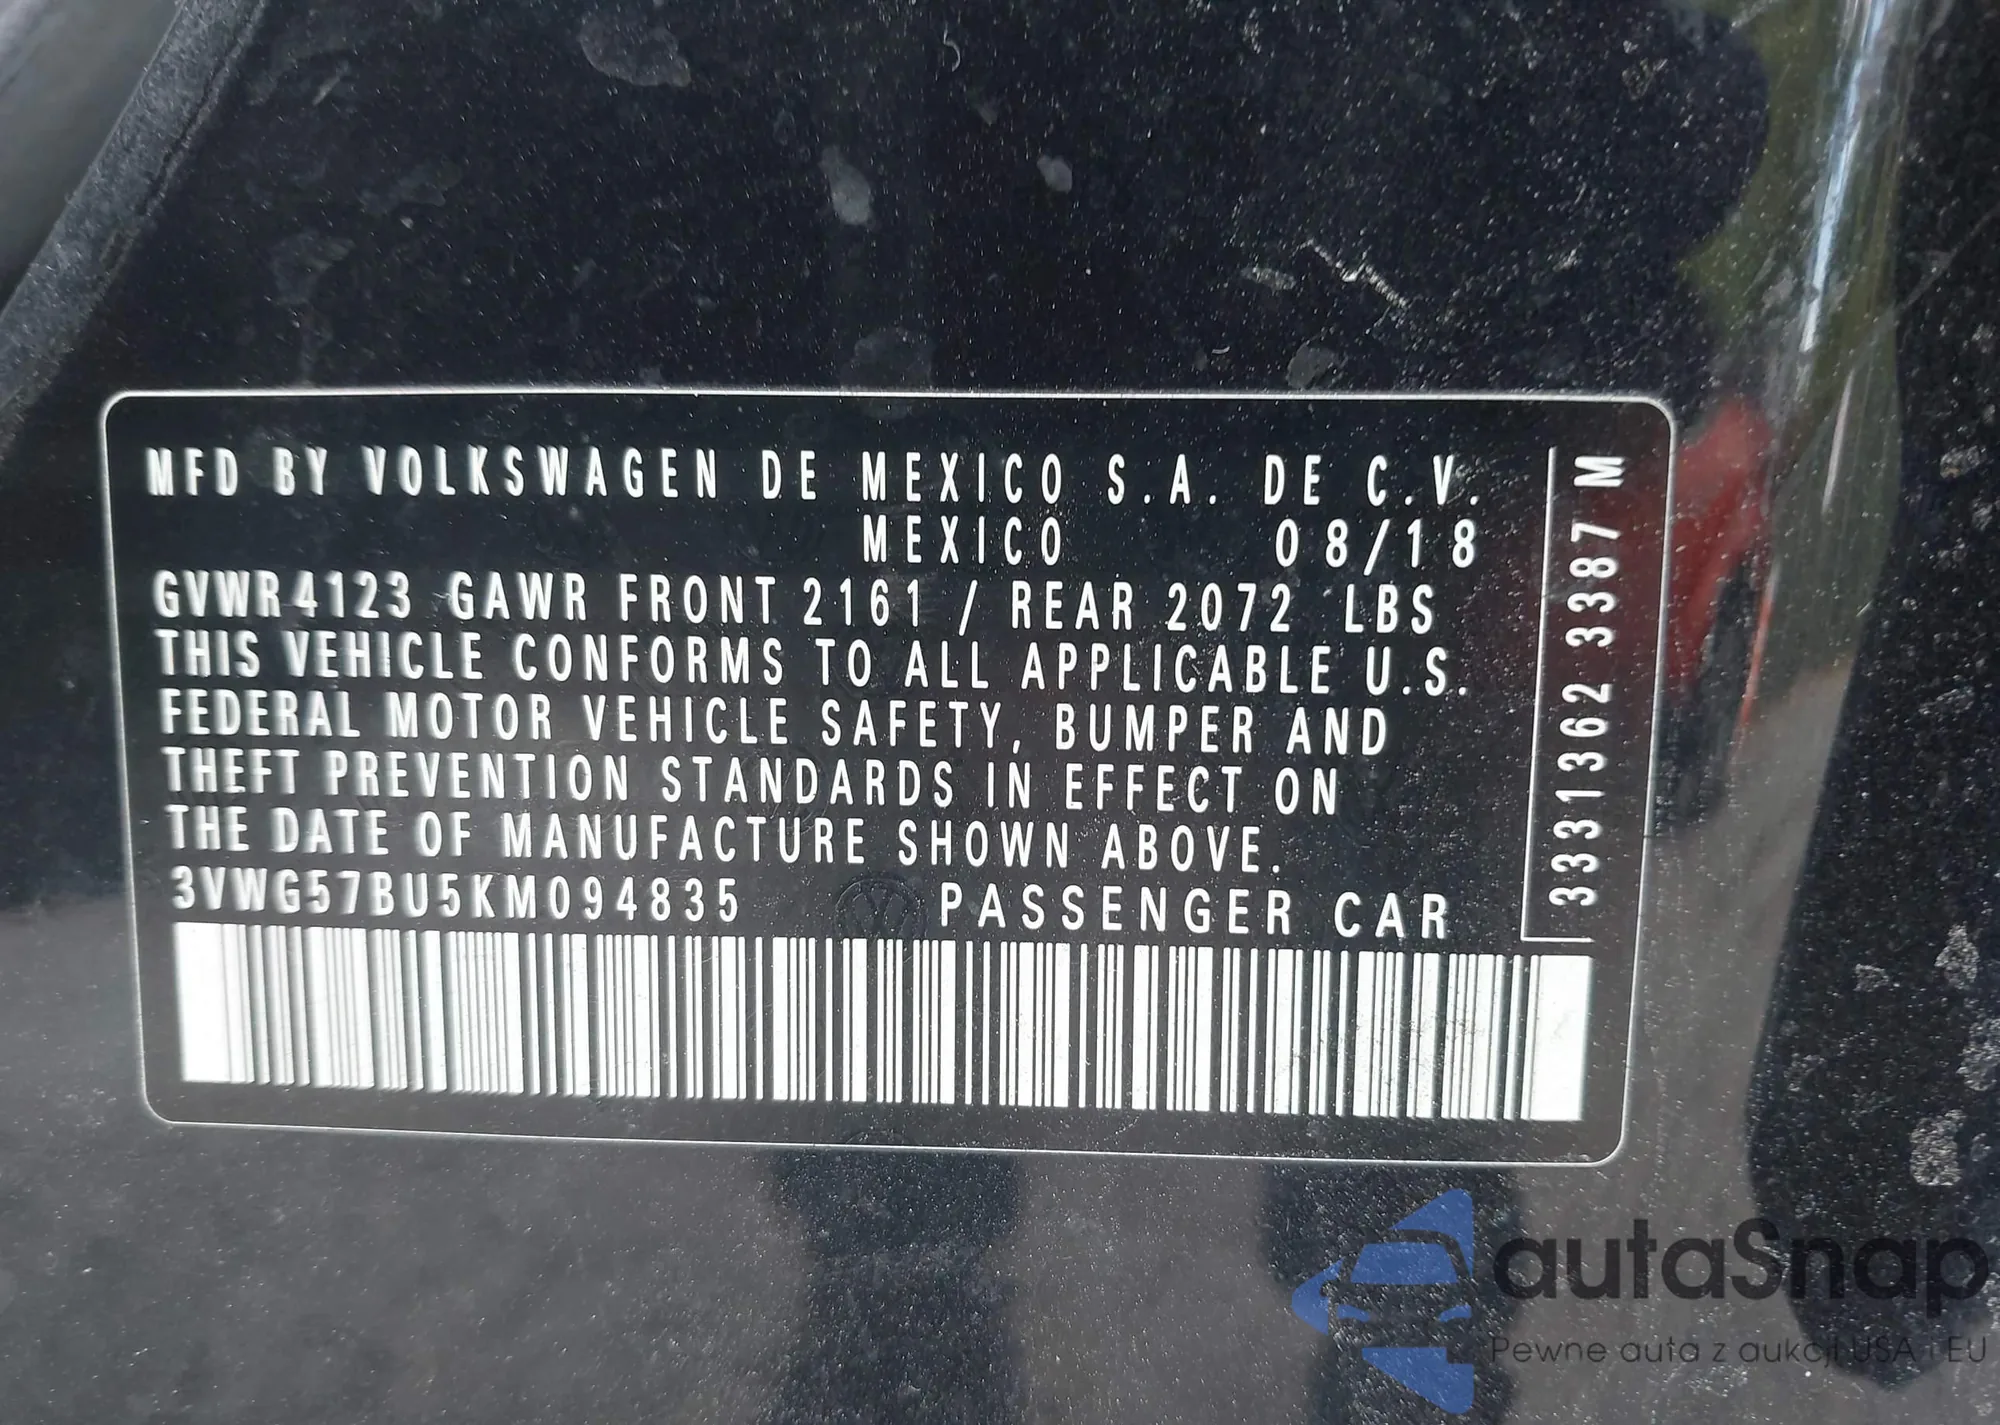 MFD BY VOLKSWAGEN DE MEXICO S.A. DE C.V.
MEXICO 08/18
GVWR 4123 GAWR FRONT 2161 / REAR 2072 LBS
THIS VEHICLE CONFORMS TO ALL APPLICABLE U.S.
FEDERAL MOTOR VEHICLE SAFETY, BUMPER AND
THEFT PREVENTION STANDARDS IN EFFECT ON
THE DATE OF MANUFACTURE SHOWN ABOVE.
3VWG57BU5KM094835 PASSENGER CAR
3331362 3387 M
autaSnap
Pewne auta z aukcji USA i EU